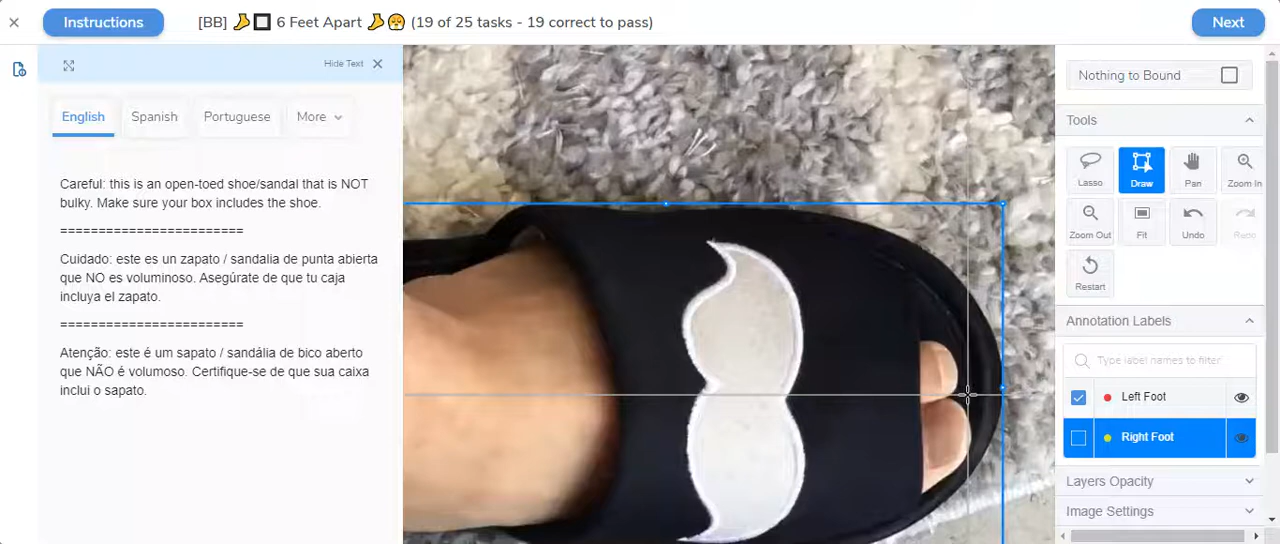 Instructions
[BB] 🦶🔲 6 Feet Apart 🦶😤 (19 of 25 tasks - 19 correct to pass)
Next
Hide Text
English Spanish Portuguese More
Careful: this is an open-toed shoe/sandal that is NOT
bulky. Make sure your box includes the shoe.
========================
Cuidado: este es un zapato / sandalia de punta abierta
que NO es voluminoso. Asegúrate de que tu caja
incluya el zapato.
========================
Atenção: este é um sapato / sandália de bico aberto
que NÃO é volumoso. Certifique-se de que sua caixa
inclui o sapato.
Nothing to Bound
Tools
Lasso Draw Pan Zoom In
Zoom Out Fit Undo Redo
Restart
Annotation Labels
Type label names to filter
Left Foot
Right Foot
Layers Opacity
Image Settings